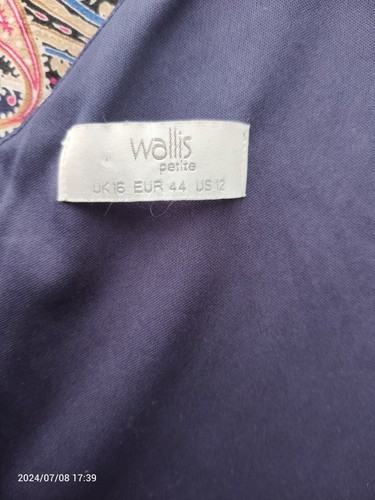 wallis
petite
UK16 EUR 44 US 12
2024/07/08 17:39